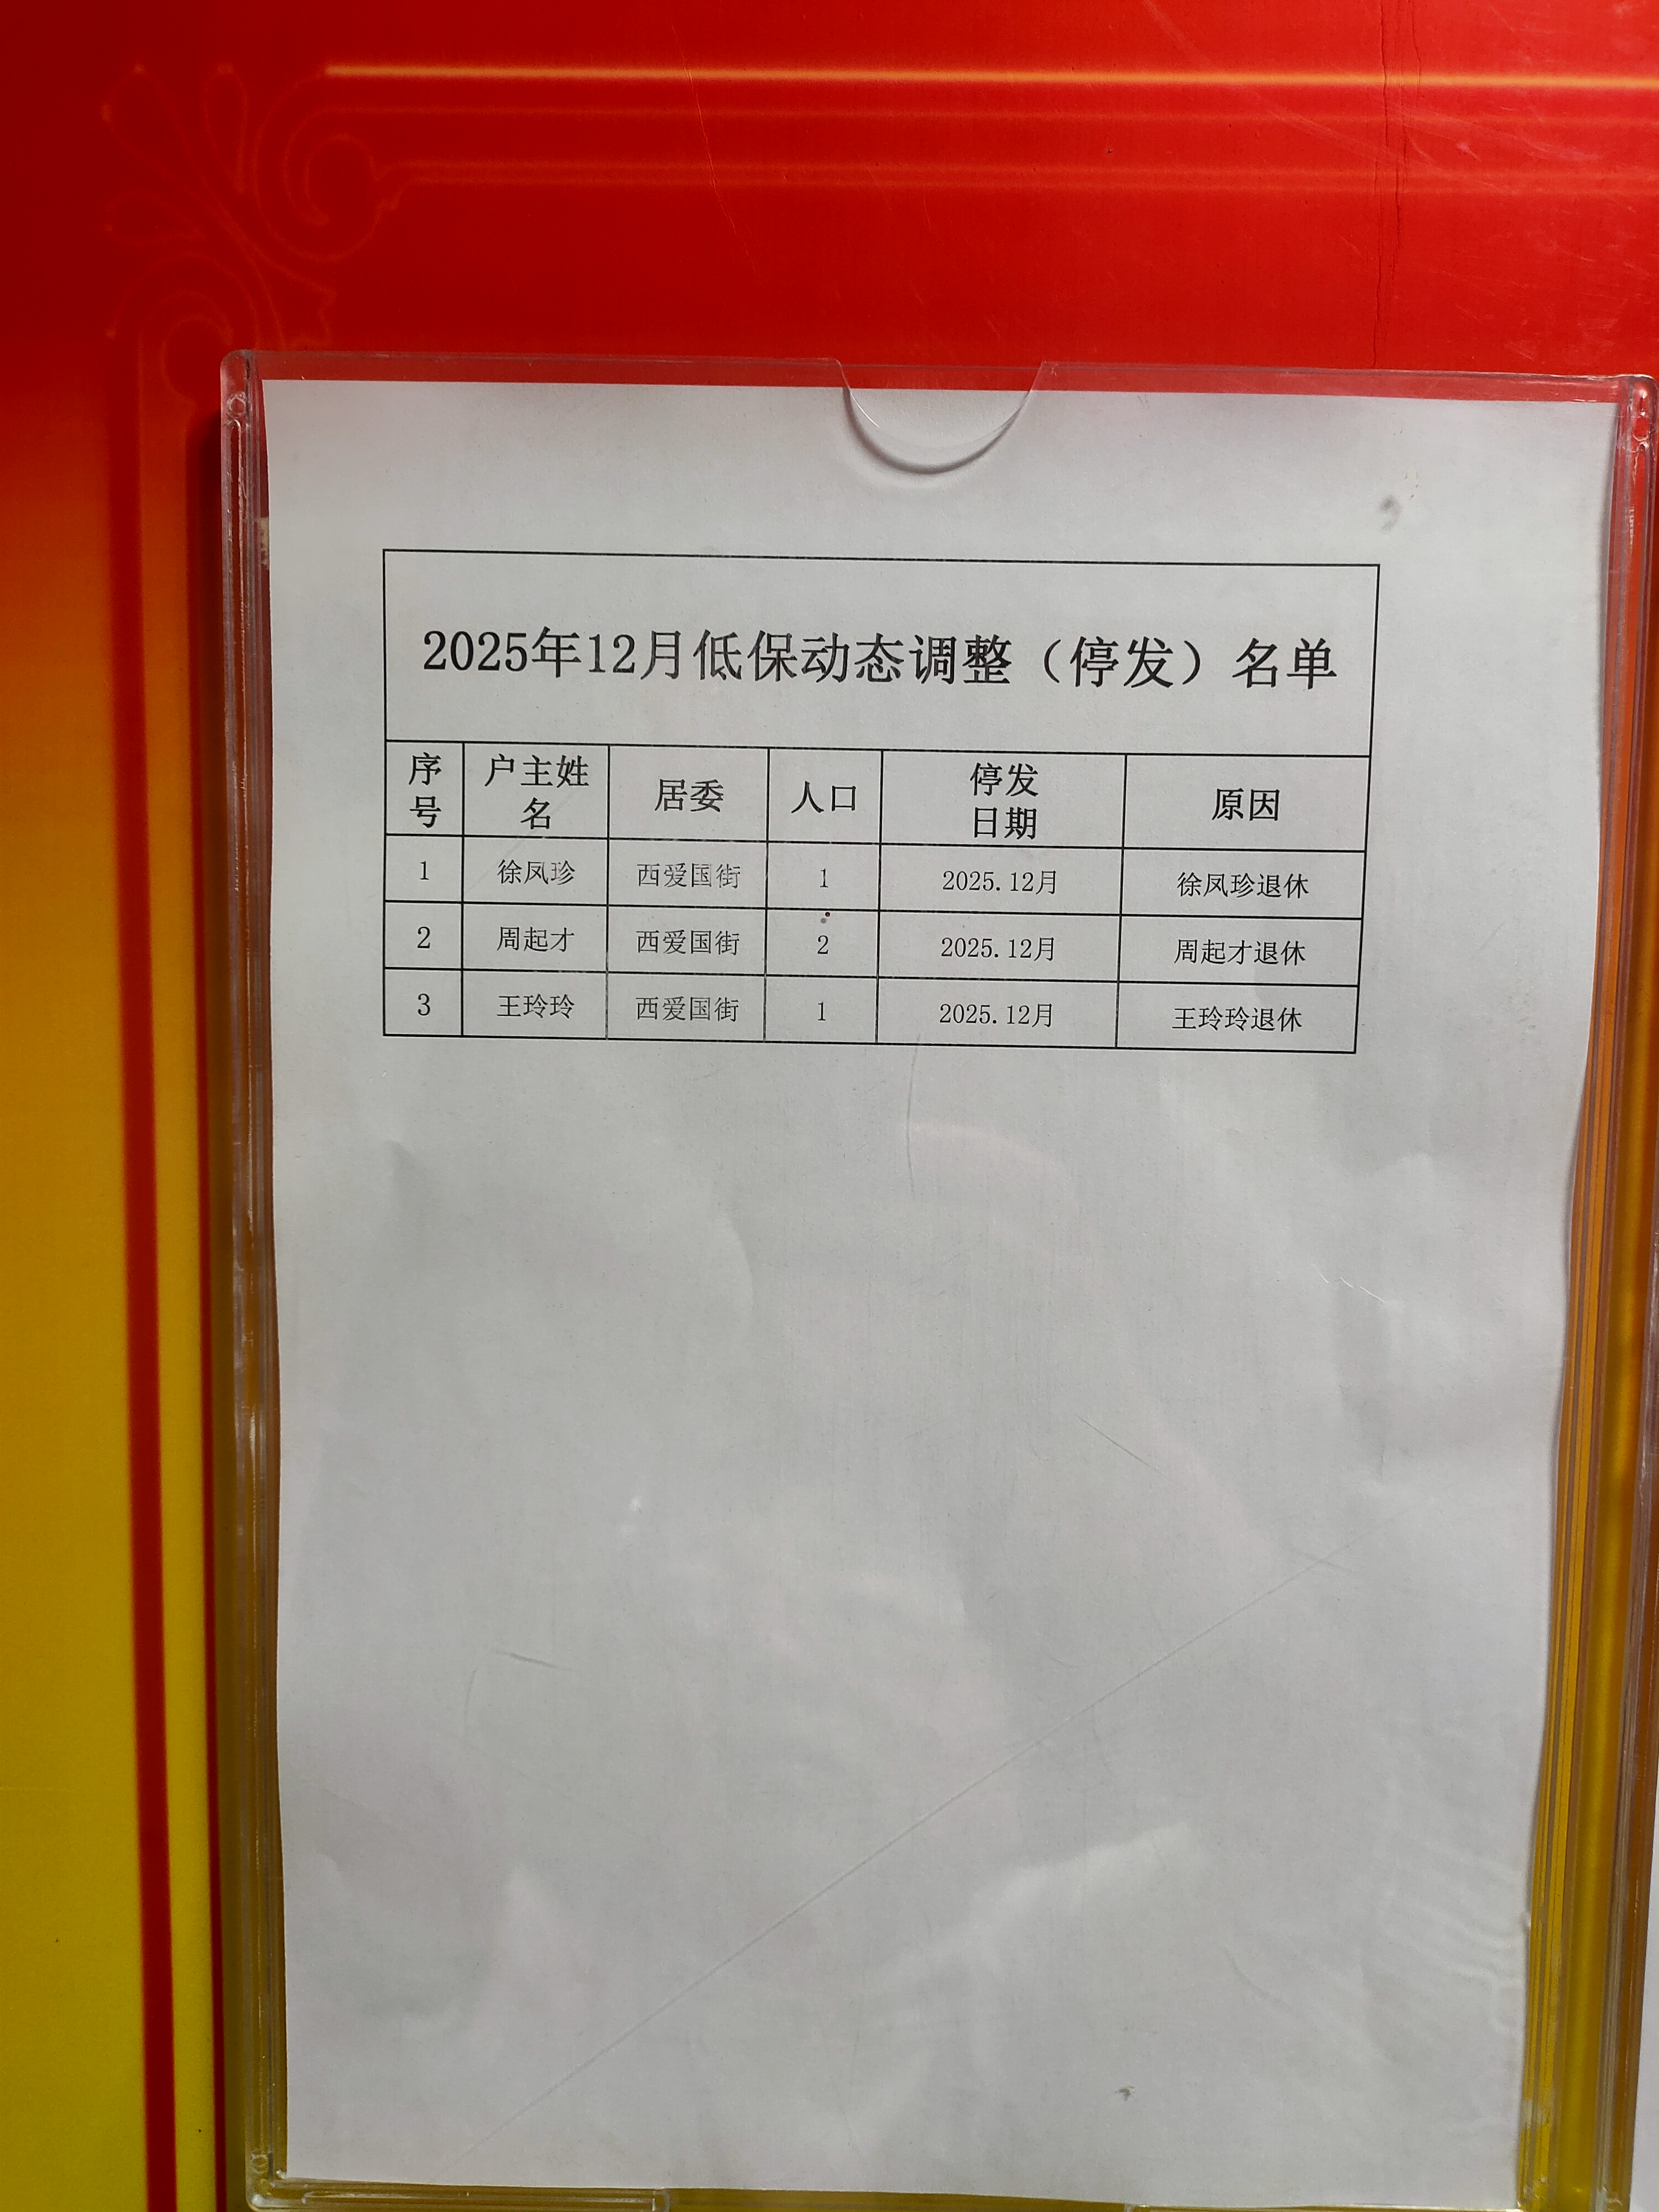 2025年12月低保动态调整（停发）名单
序号 户主姓名 居委 人口 停发日期 原因
1 徐凤珍 西爱国街 1 2025.12月 徐凤珍退休
2 周起才 西爱国街 2 2025.12月 周起才退休
3 王玲玲 西爱国街 1 2025.12月 王玲玲退休